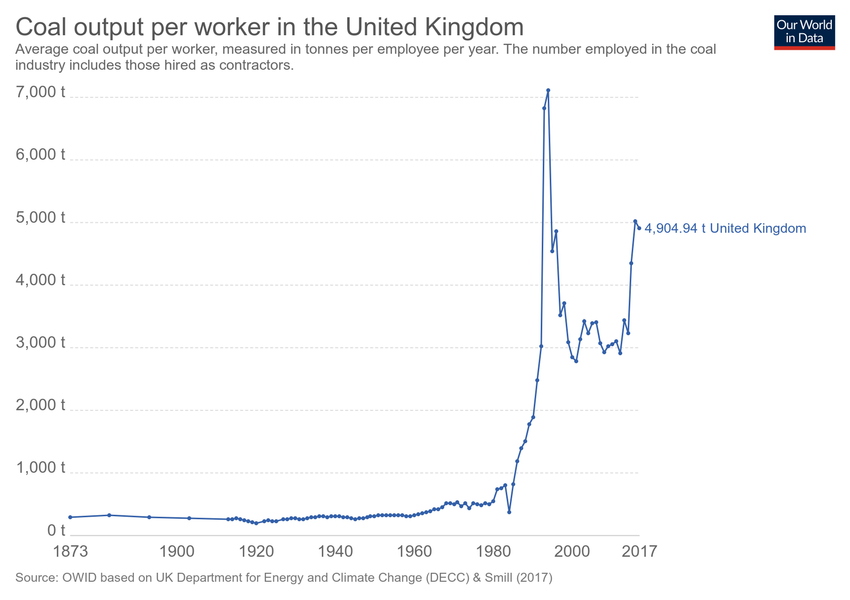 Coal output per worker in the United Kingdom
Our World
in Data
Average coal output per worker, measured in tonnes per employee per year. The number employed in the coal
industry includes those hired as contractors.
7,000 t
6,000 t
5,000 t
4,904.94 t United Kingdom
4,000 t
3,000 t
2,000 t
1,000 t
0 t
1873
1900
1920
1940
1960
1980
2000
2017
Source: OWID based on UK Department for Energy and Climate Change (DECC) & Smill (2017)